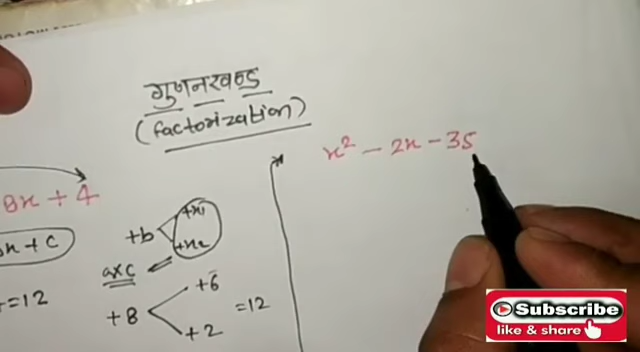 गुणनखण्ड
(factorization)
x² - 2x - 35
8x + 4
x + c
+b
+x₁
+x₂
a×c
= 12
+8
+6
+2
= 12
Subscribe
like & share